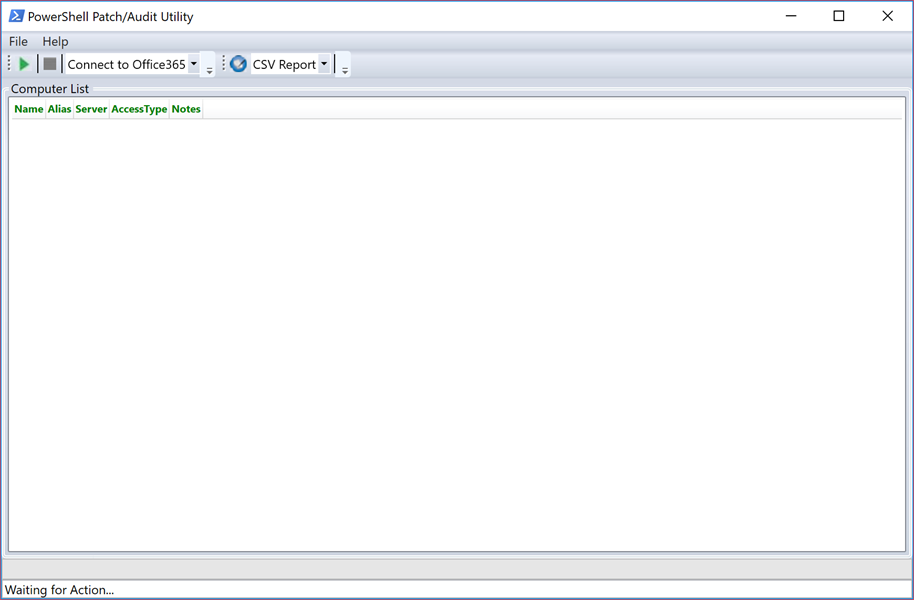 PowerShell Patch/Audit Utility
File Help
Connect to Office365 CSV Report
Computer List
Name Alias Server AccessType Notes
Waiting for Action...